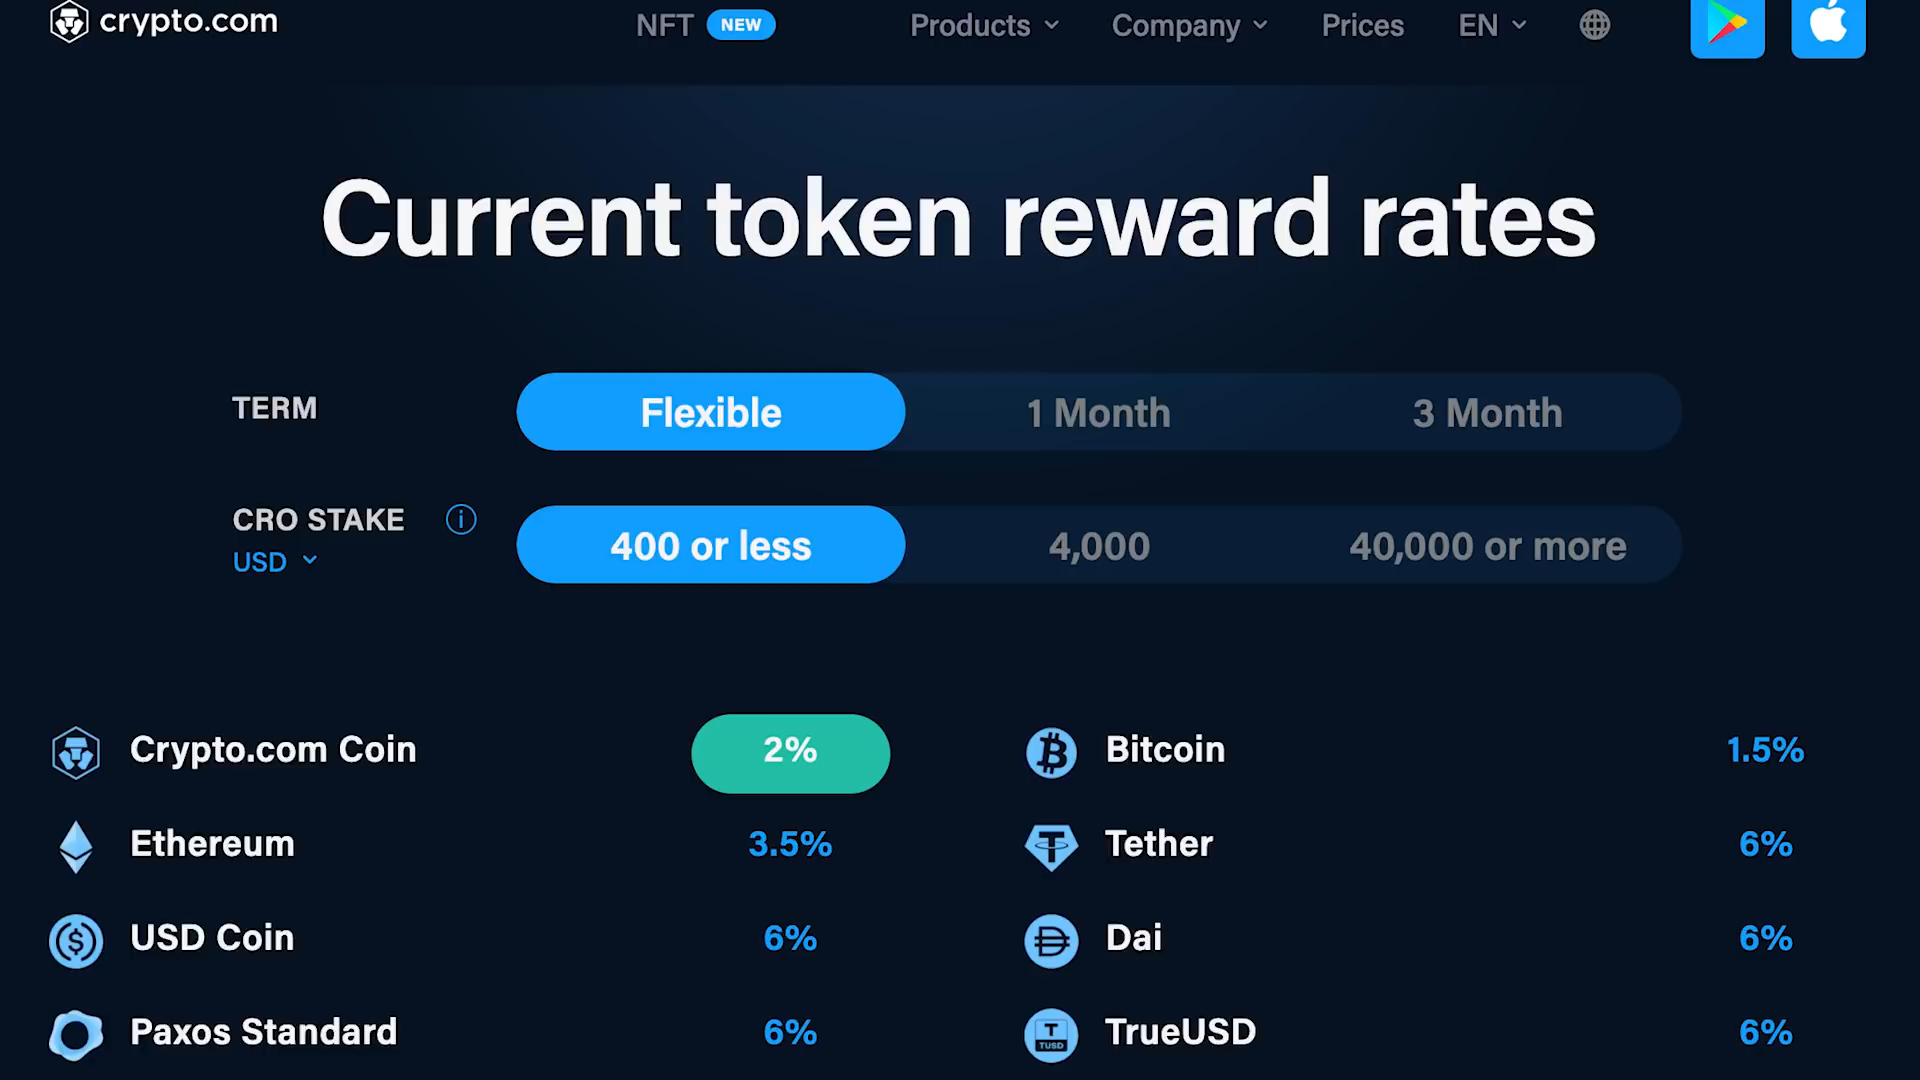 crypto.com
NFT NEW Products Company Prices EN
Current token reward rates
TERM Flexible 1 Month 3 Month
CRO STAKE 400 or less 4,000 40,000 or more
USD
Crypto.com Coin 2% Bitcoin 1.5%
Ethereum 3.5% Tether 6%
USD Coin 6% Dai 6%
Paxos Standard 6% TUSD TrueUSD 6%